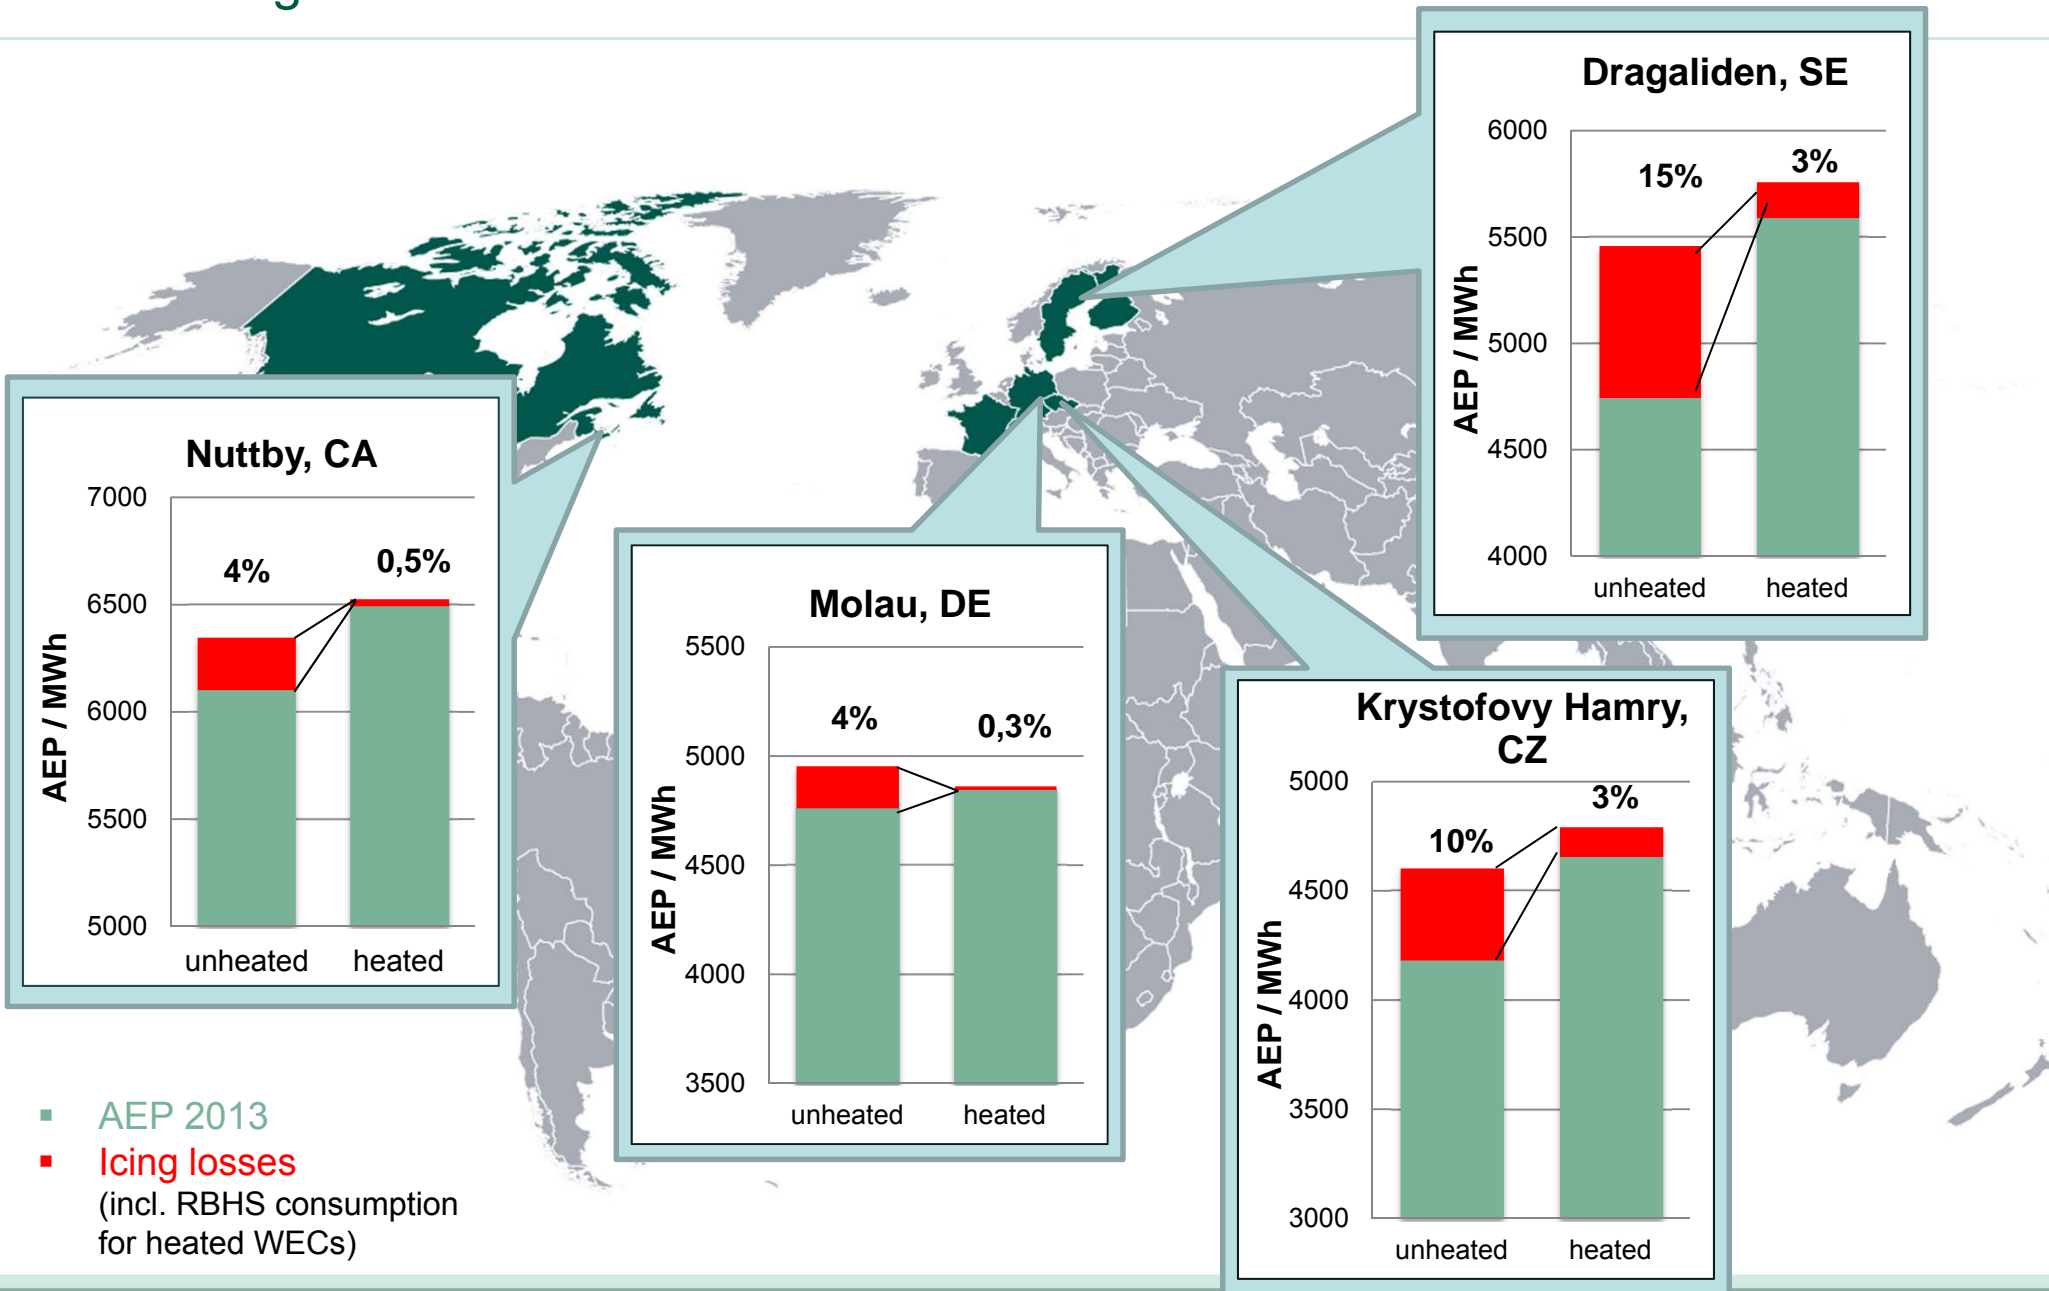 Dragaliden, SE
6000
15%
3%
5500
5000
4500
4000
AEP / MWh
unheated
heated
Nuttby, CA
7000
4%
0,5%
6500
6000
5500
5000
AEP / MWh
unheated
heated
Molau, DE
5500
4%
0,3%
5000
4500
4000
3500
AEP / MWh
unheated
heated
Krystofovy Hamry,
CZ
5000
10%
3%
4500
4000
3500
3000
AEP / MWh
unheated
heated
▪ AEP 2013
▪ Icing losses
(incl. RBHS consumption
for heated WECs)